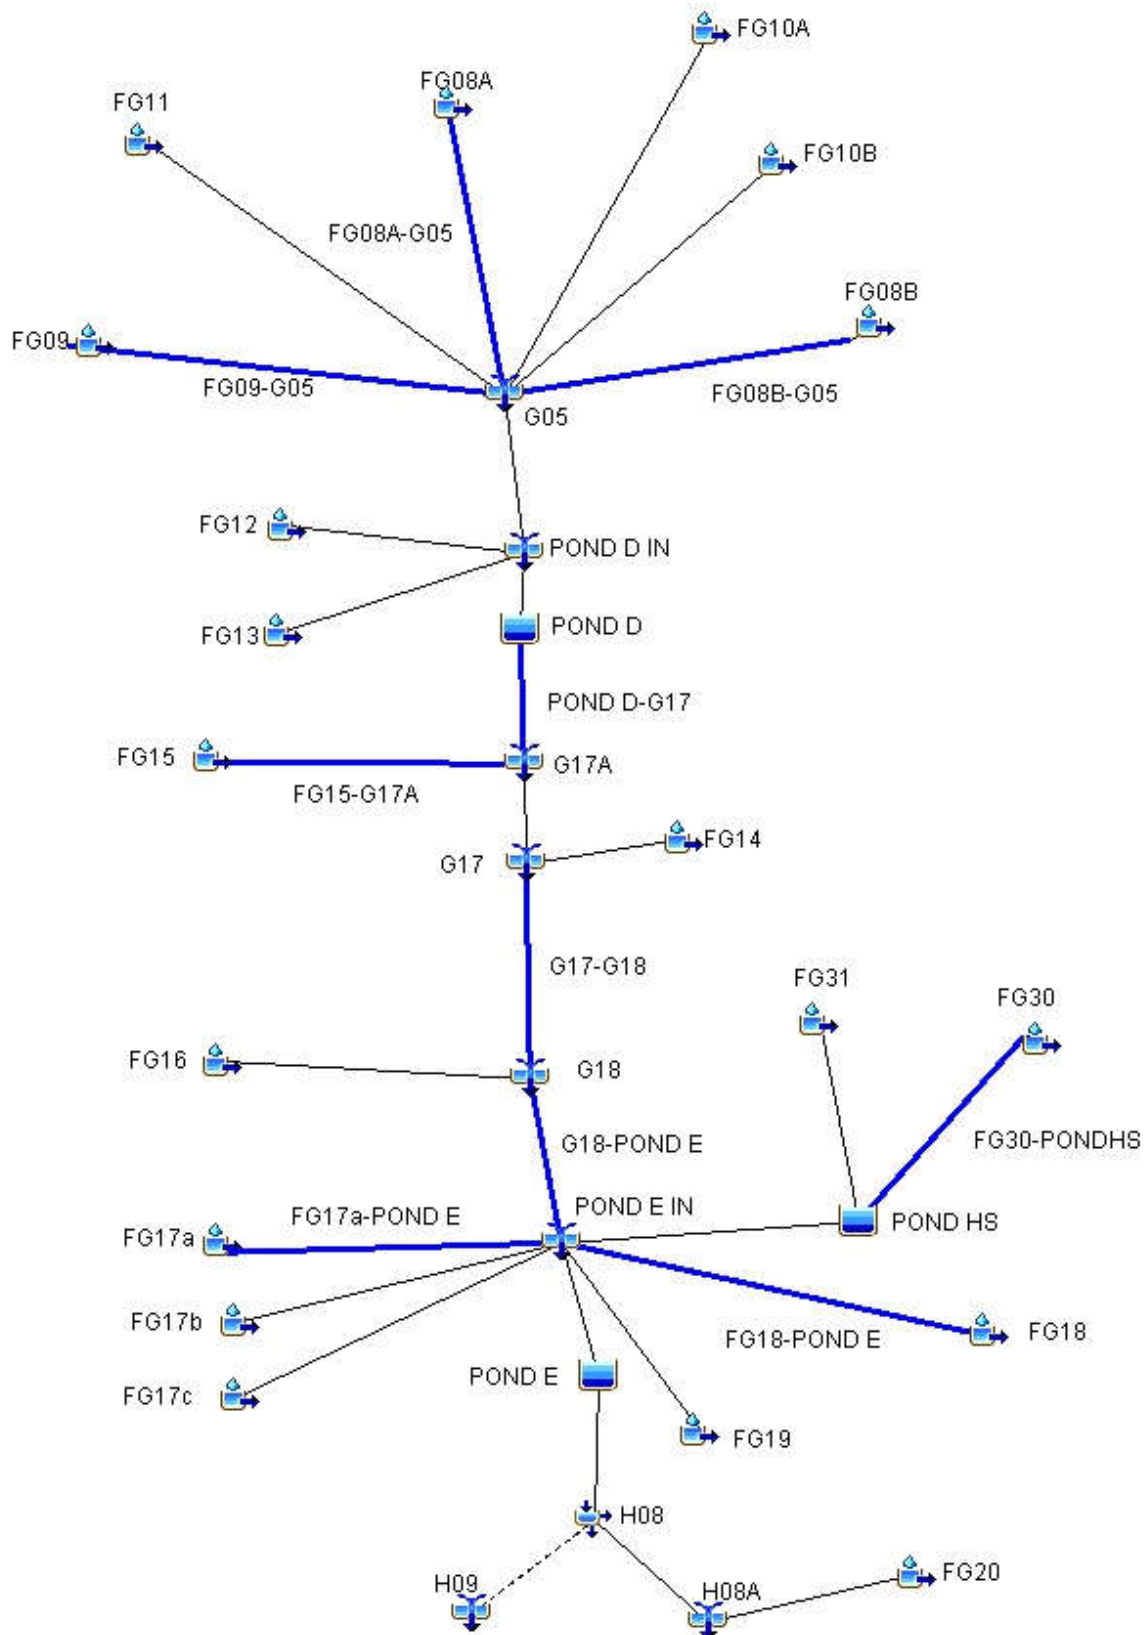 FG10A
FG08A
FG11
FG10B
FG08A-G05
FG08B
FG09
FG09-G05
FG08B-G05
G05
FG12
POND D IN
FG13
POND D
POND D-G17
FG15
G17A
FG15-G17A
FG14
G17
G17-G18
FG31
FG30
FG16
G18
FG30-PONDHS
G18-POND E
POND E IN
FG17a-POND E
POND HS
FG17a
FG17b
FG18
FG18-POND E
POND E
FG17c
FG19
H08
FG20
H09
H08A